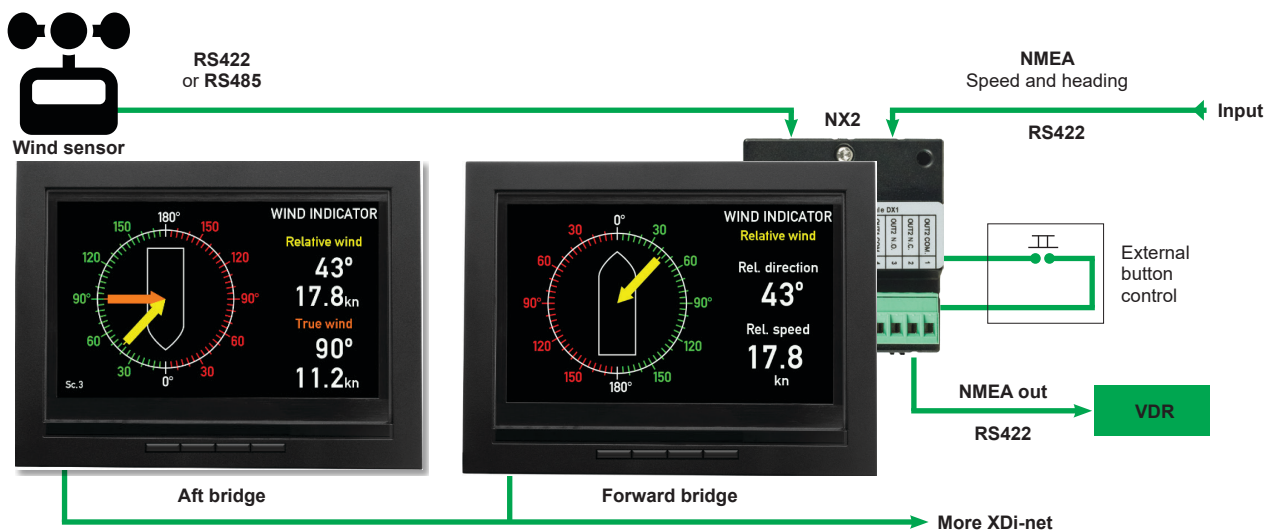 RS422
or RS485
NMEA
Speed and heading
RS422
Input
NX2
Wind sensor
WIND INDICATOR
Relative wind
43°
17.8kn
True wind
90°
11.2kn
180°
150
150
120
120
90°
90°
60
60
30
30
0°
Sc.3
WIND INDICATOR
Relative wind
Rel. direction
43°
Rel. speed
17.8
kn
0°
30
30
60
60
90°
90°
120
120
150
150
180°
OUT2 COM. 1
OUT2 N.C. 2
OUT2 N.O. 3
External
button
control
NMEA out
RS422
VDR
Aft bridge
Forward bridge
More XDi-net